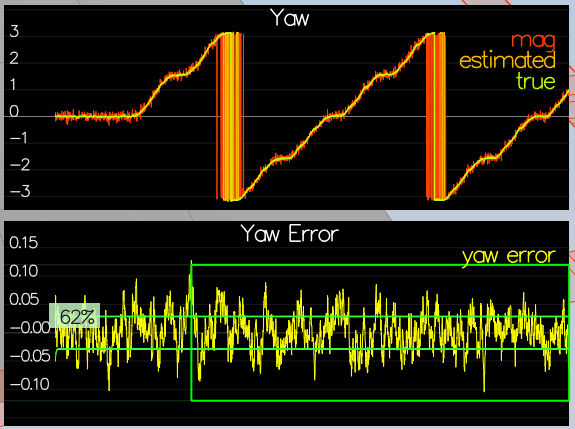 Yaw
mag
estimated
true
3
2
1
0
−1
−2
−3
Yaw Error
yaw error
0.15
0.10
0.05
−0.00
−0.05
−0.10
62%